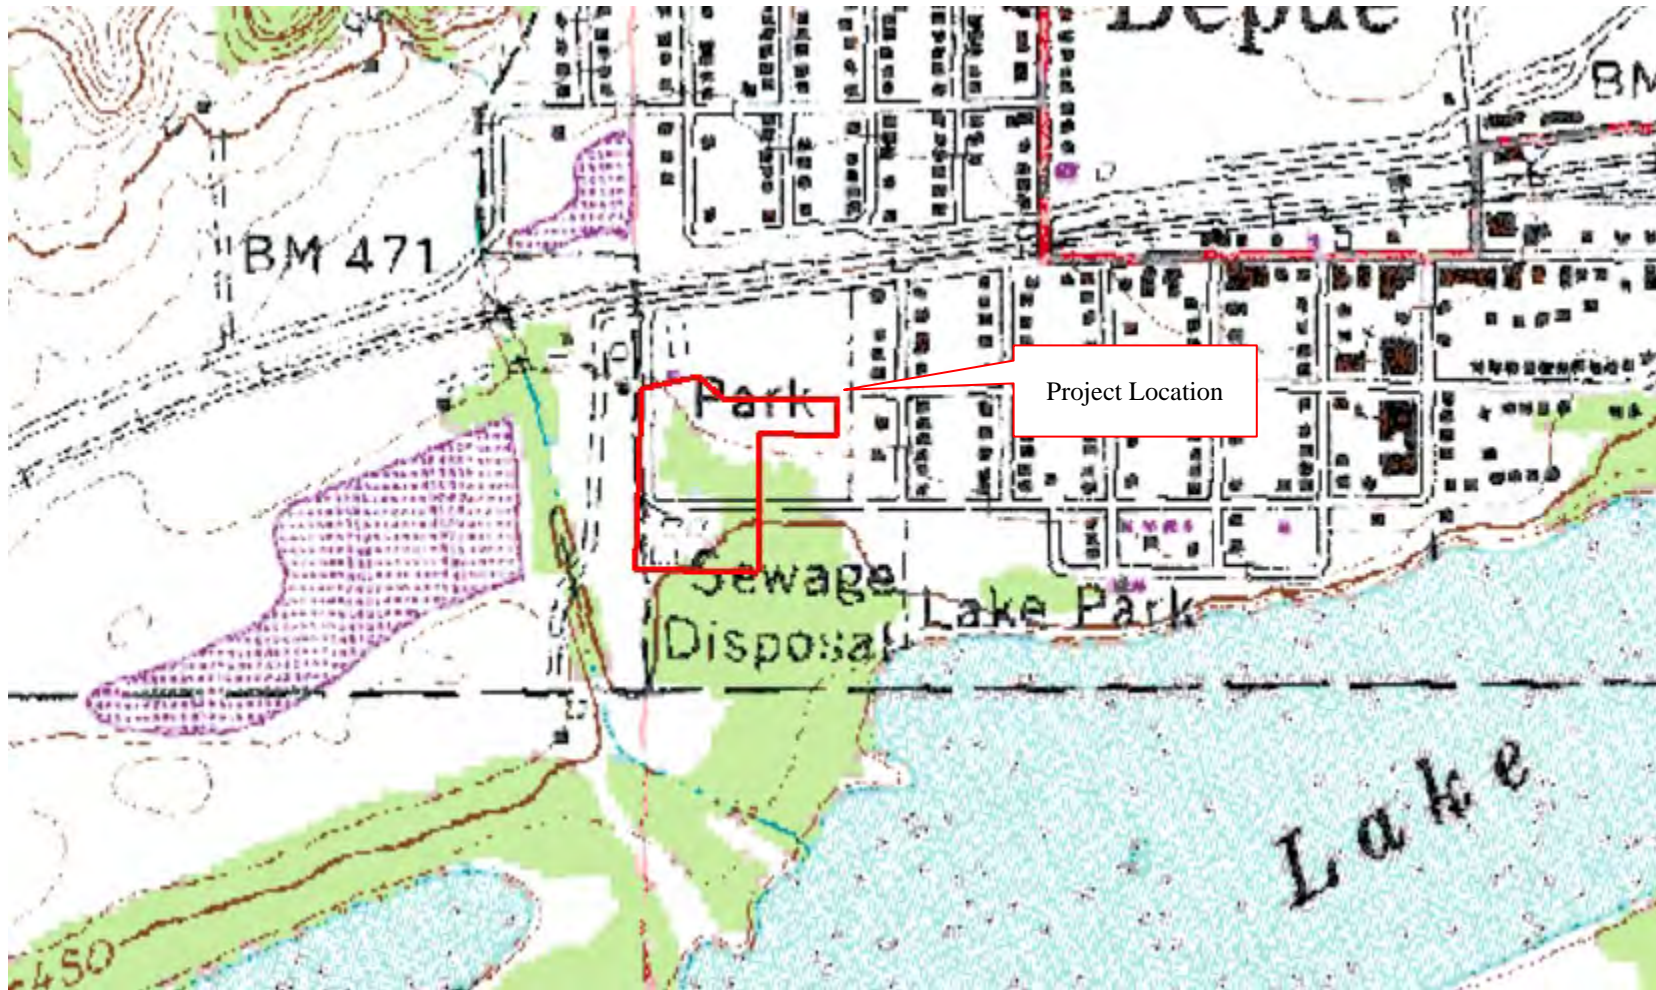 Depue
BM
BM 471
Project Location
Park
Sewage
Disposal
Lake Park
Lake
450